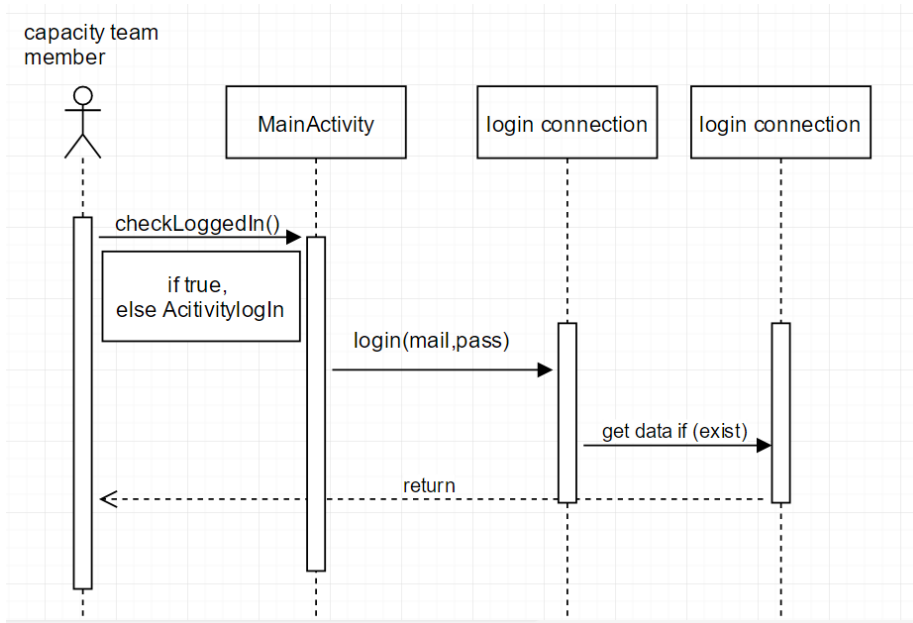 capacity team
member
MainActivity
login connection
login connection
checkLoggedIn()
if true,
else AcitivitylogIn
login(mail,pass)
get data if (exist)
return